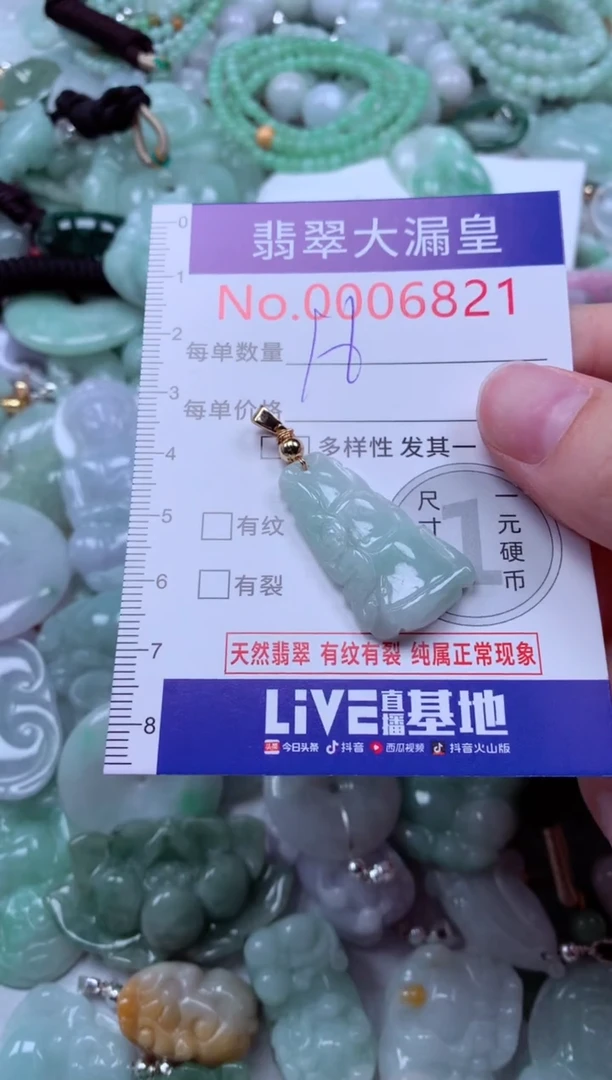 翡翠大漏皇
No.0006821
每单数量
每单价格
多样性 发其一
尺寸
一元硬币
1
有纹
有裂
天然翡翠 有纹有裂 纯属正常现象
LiVE直播基地
头条 今日头条 抖音 西瓜视频 抖音火山版
0
1
2
3
4
5
6
7
8